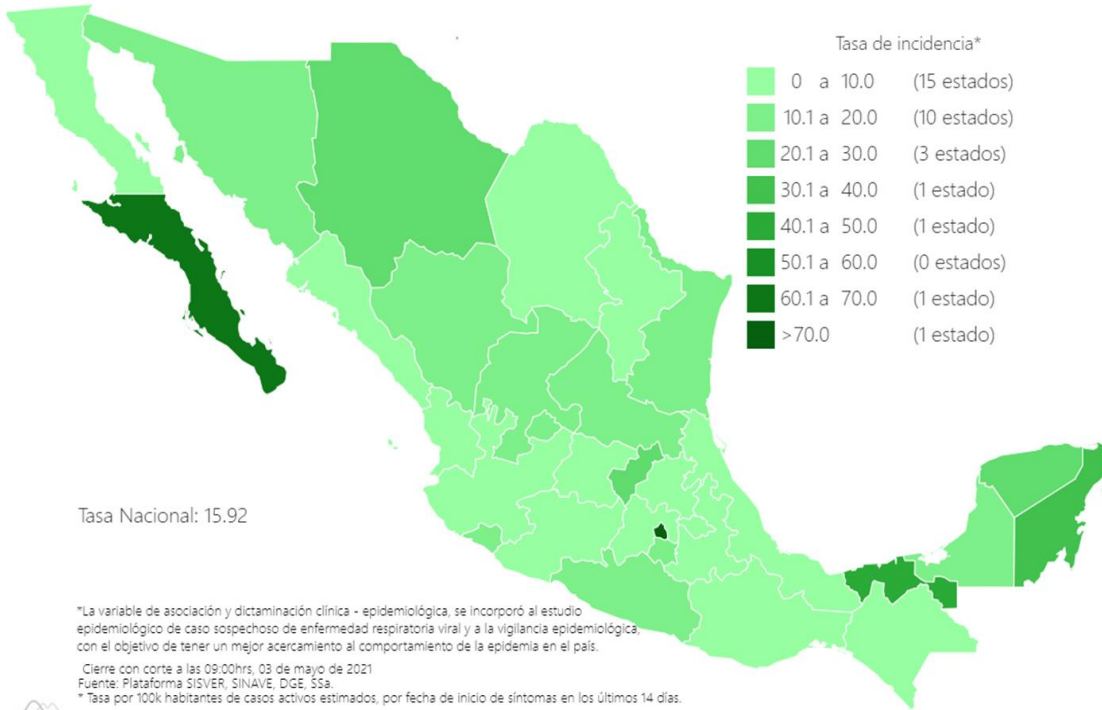 Tasa de incidencia*
0 a 10.0 (15 estados)
10.1 a 20.0 (10 estados)
20.1 a 30.0 (3 estados)
30.1 a 40.0 (1 estado)
40.1 a 50.0 (1 estado)
50.1 a 60.0 (0 estados)
60.1 a 70.0 (1 estado)
>70.0 (1 estado)
Tasa Nacional: 15.92
*La variable de asociación y dictaminación clínica - epidemiológica, se incorporó al estudio
epidemiológico de caso sospechoso de enfermedad respiratoria viral y a la vigilancia epidemiológica,
con el objetivo de tener un mejor acercamiento al comportamiento de la epidemia en el país.
Cierre con corte a las 09:00hrs, 03 de mayo de 2021
Fuente: Plataforma SISVER, SINAVE, DGE, SSa.
* Tasa por 100k habitantes de casos activos estimados, por fecha de inicio de síntomas en los últimos 14 días.